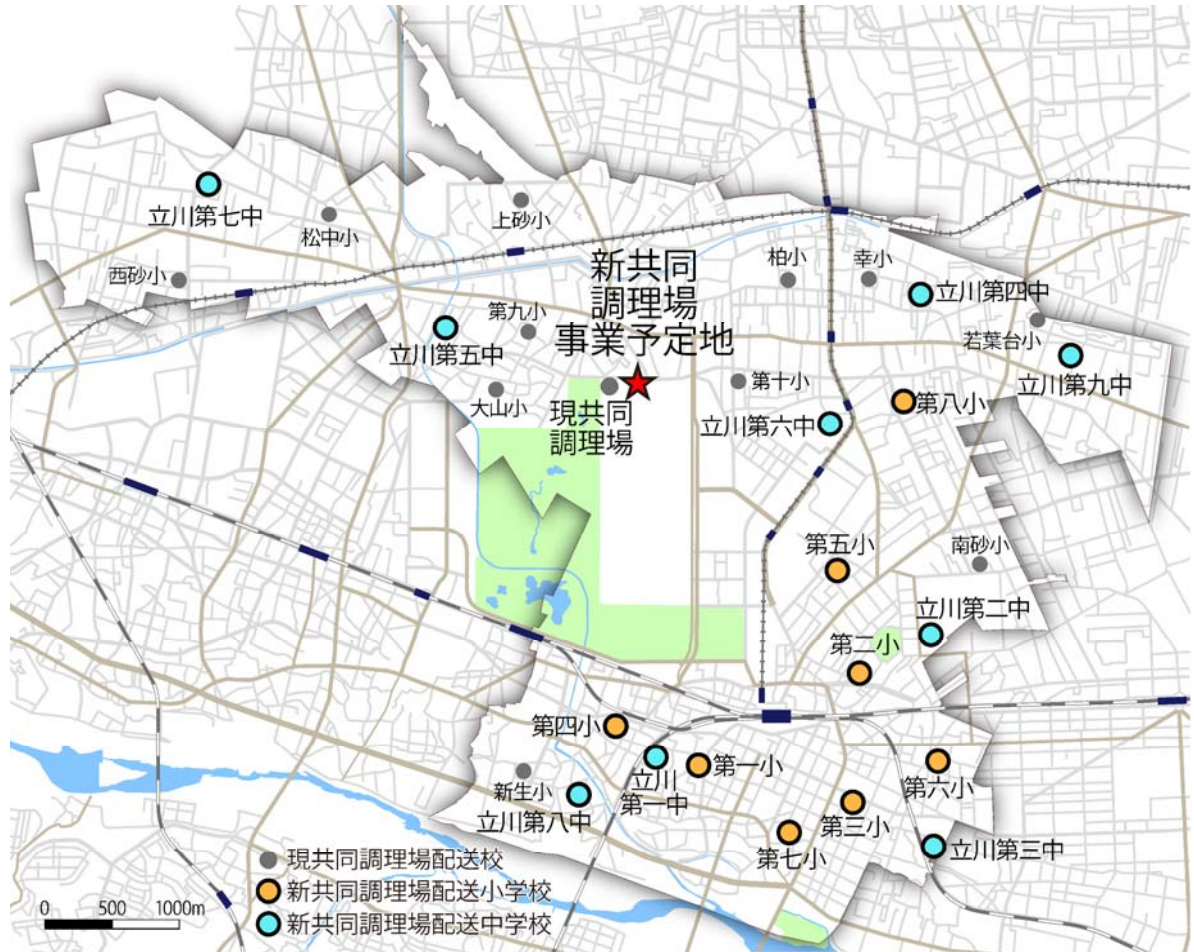 立川第七中
松中小
上砂小
西砂小
柏小
幸小
新共同
調理場
事業予定地
立川第四中
第九小
立川第五中
若葉台小
立川第九中
大山小
現共同
調理場
第十小
第八小
立川第六中
第五小
南砂小
立川第二中
第二小
第四小
立川
第一中
第一小
第六小
新生小
立川第八中
第三小
第七小
立川第三中
現共同調理場配送校
新共同調理場配送小学校
新共同調理場配送中学校
0 500 1000m